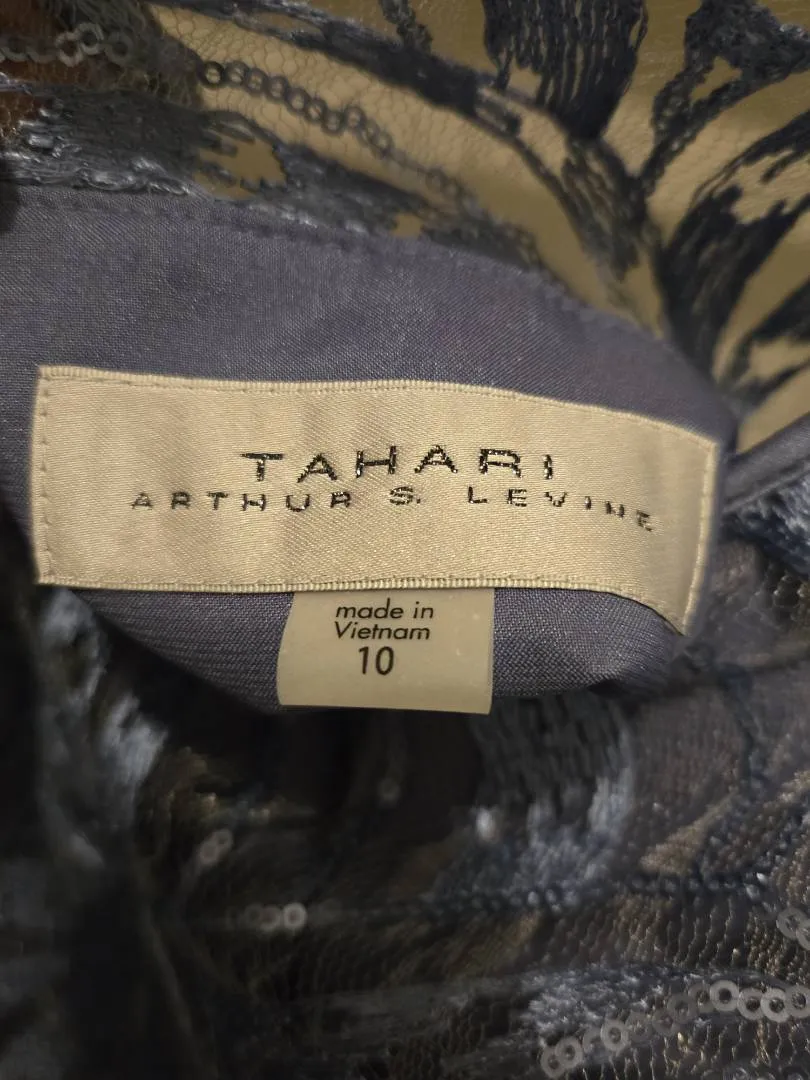 TAHARI
ARTHUR S. LEVINE
made in
Vietnam
10